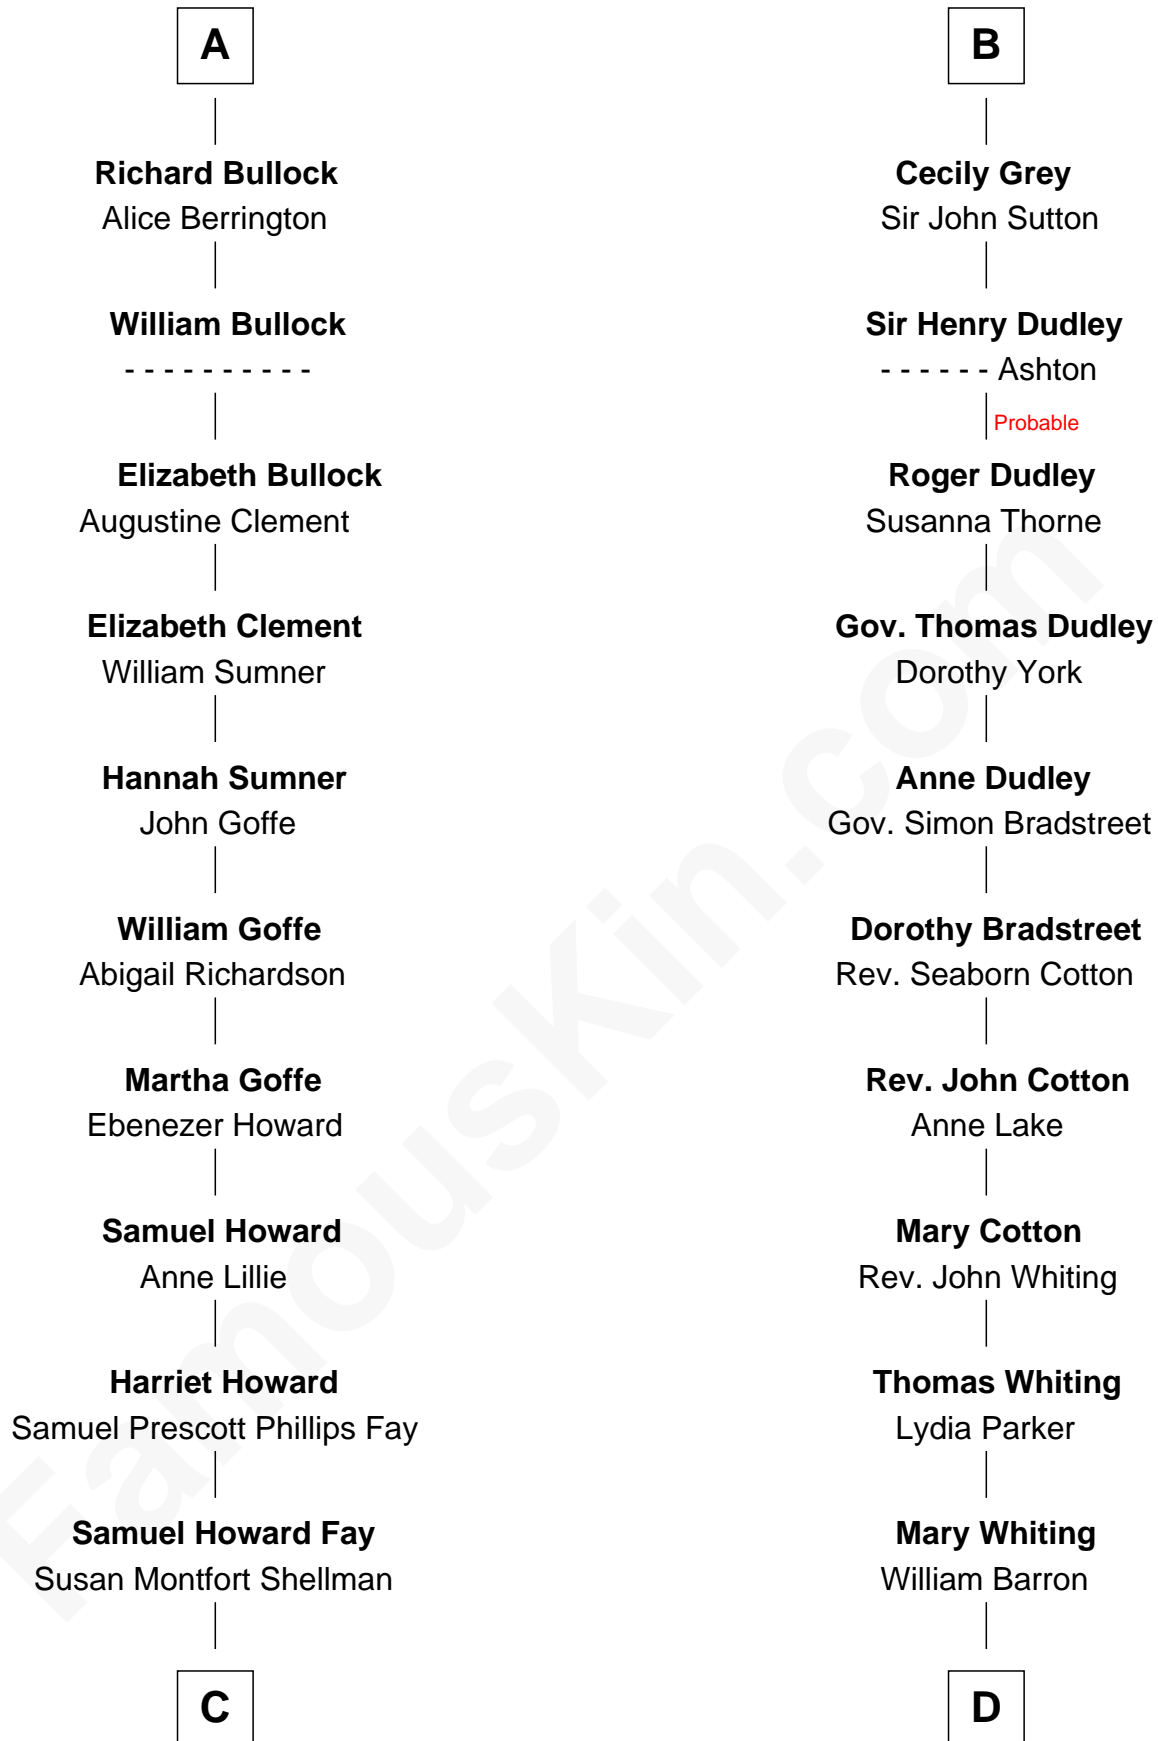 A
B
Richard Bullock
Alice Berrington
Cecily Grey
Sir John Sutton
William Bullock
- - - - - - - - - -
Sir Henry Dudley
- - - - - - Ashton
Probable
Elizabeth Bullock
Augustine Clement
Roger Dudley
Susanna Thorne
Elizabeth Clement
William Sumner
Gov. Thomas Dudley
Dorothy York
Hannah Sumner
John Goffe
Anne Dudley
Gov. Simon Bradstreet
William Goffe
Abigail Richardson
Dorothy Bradstreet
Rev. Seaborn Cotton
Martha Goffe
Ebenezer Howard
Rev. John Cotton
Anne Lake
Samuel Howard
Anne Lillie
Mary Cotton
Rev. John Whiting
Harriet Howard
Samuel Prescott Phillips Fay
Thomas Whiting
Lydia Parker
Samuel Howard Fay
Susan Montfort Shellman
Mary Whiting
William Barron
C
D
FamousKin.com